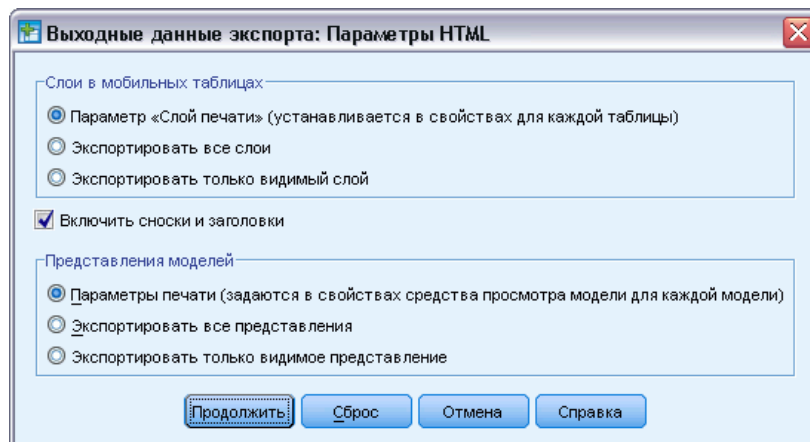 Выходные данные экспорта: Параметры HTML
Слои в мобильных таблицах
Параметр «Слой печати» (устанавливается в свойствах для каждой таблицы)
Экспортировать все слои
Экспортировать только видимый слой
Включить сноски и заголовки
Представления моделей
Параметры печати (задаются в свойствах средства просмотра модели для каждой модели)
Экспортировать все представления
Экспортировать только видимое представление
Продолжить Сброс Отмена Справка